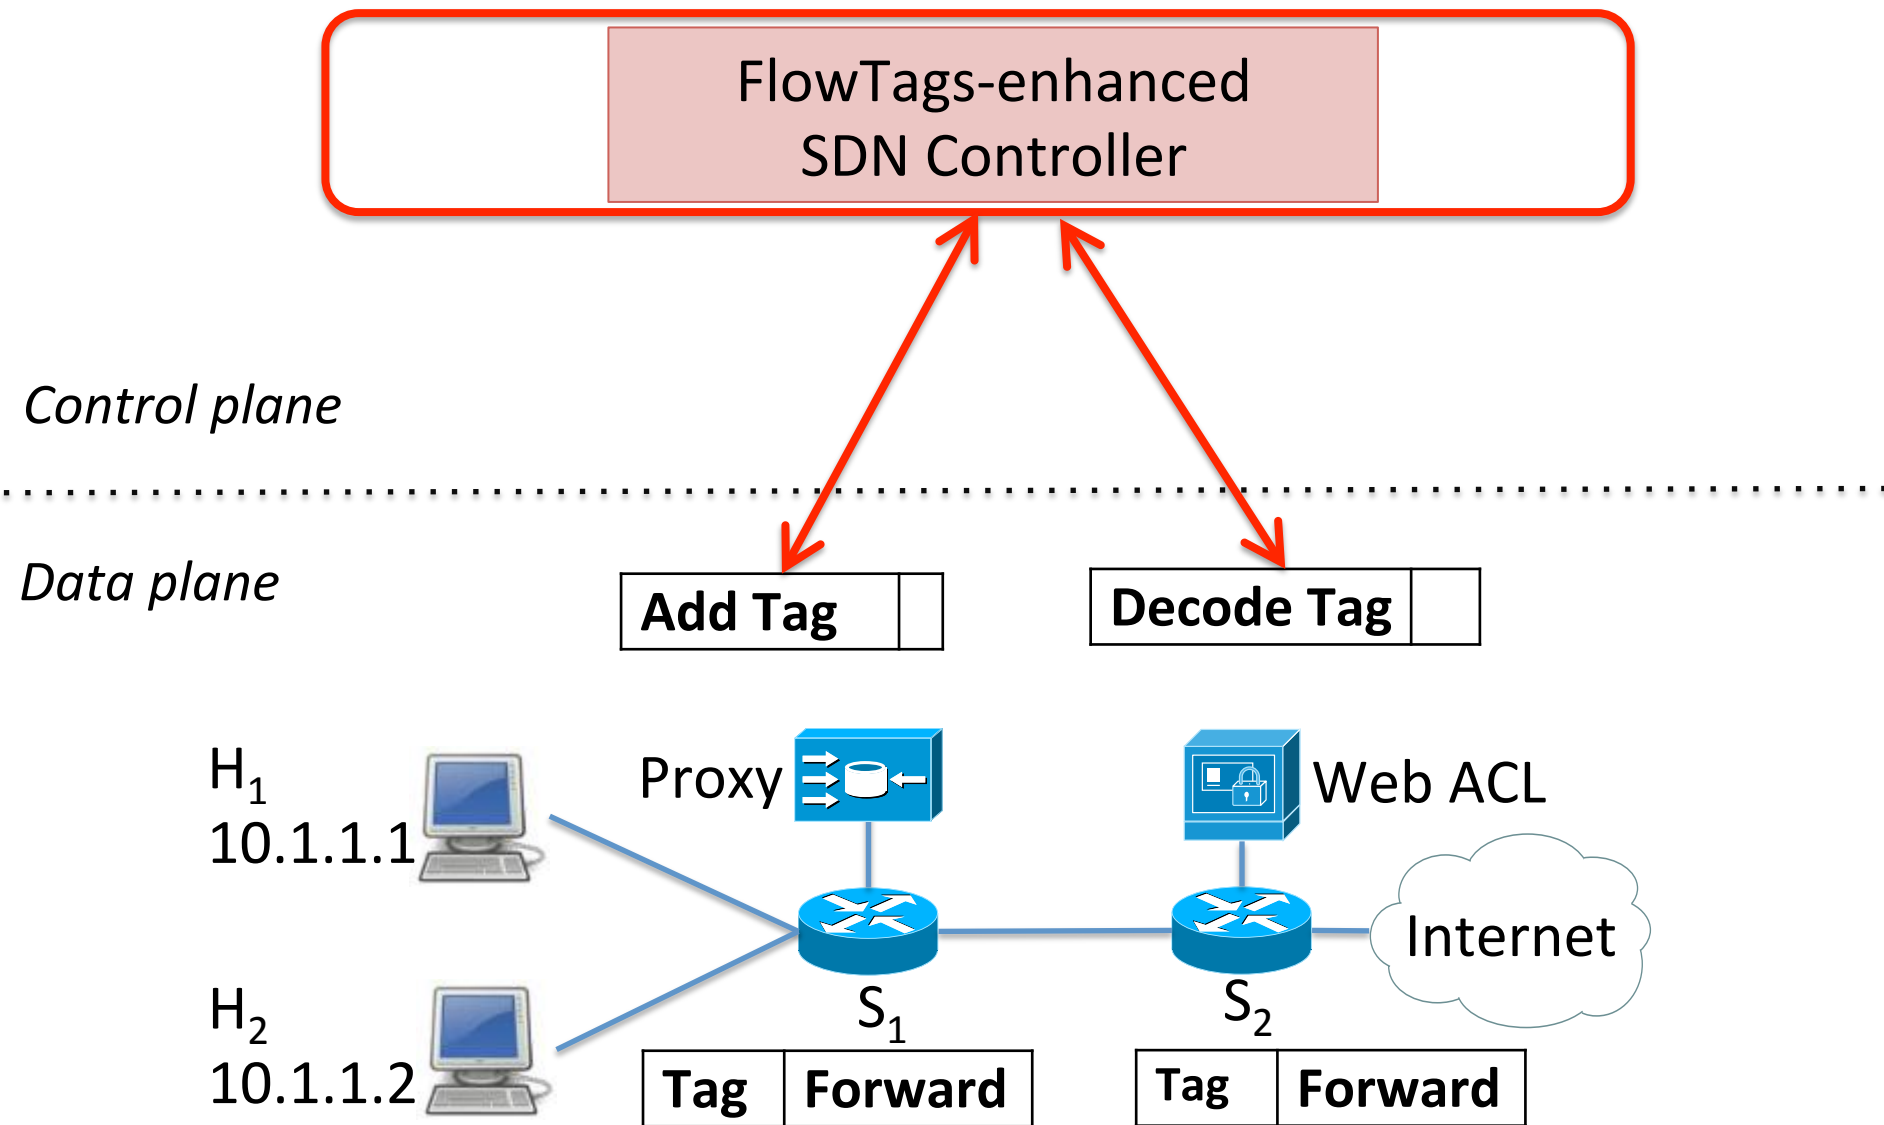 FlowTags-enhanced
SDN Controller
Control plane
Data plane
Add Tag
Decode Tag
H1
10.1.1.1
Proxy
Web ACL
Internet
H2
10.1.1.2
S1
S2
Tag Forward
Tag Forward